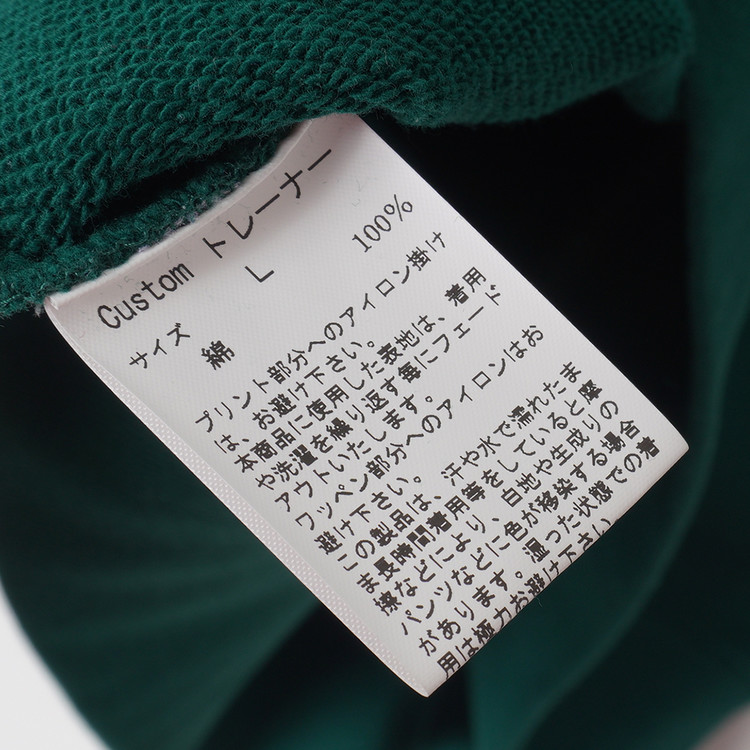 Custom トレーナー
サイズ L
綿 100%
プリント部分へのアイロン掛け
は、お避け下さい。
本商品に使用した表地は、着用
や洗濯を繰り返す毎にフェード
アウトいたします。
ワッペン部分へのアイロンはお
避け下さい。
この製品は、汗や水で濡れたま
ま長時間着用等をしていると摩
擦などにより、白地や生成りの
パンツなどに色が移染する場合
があります。湿った状態での着
用は極力お避け下さい